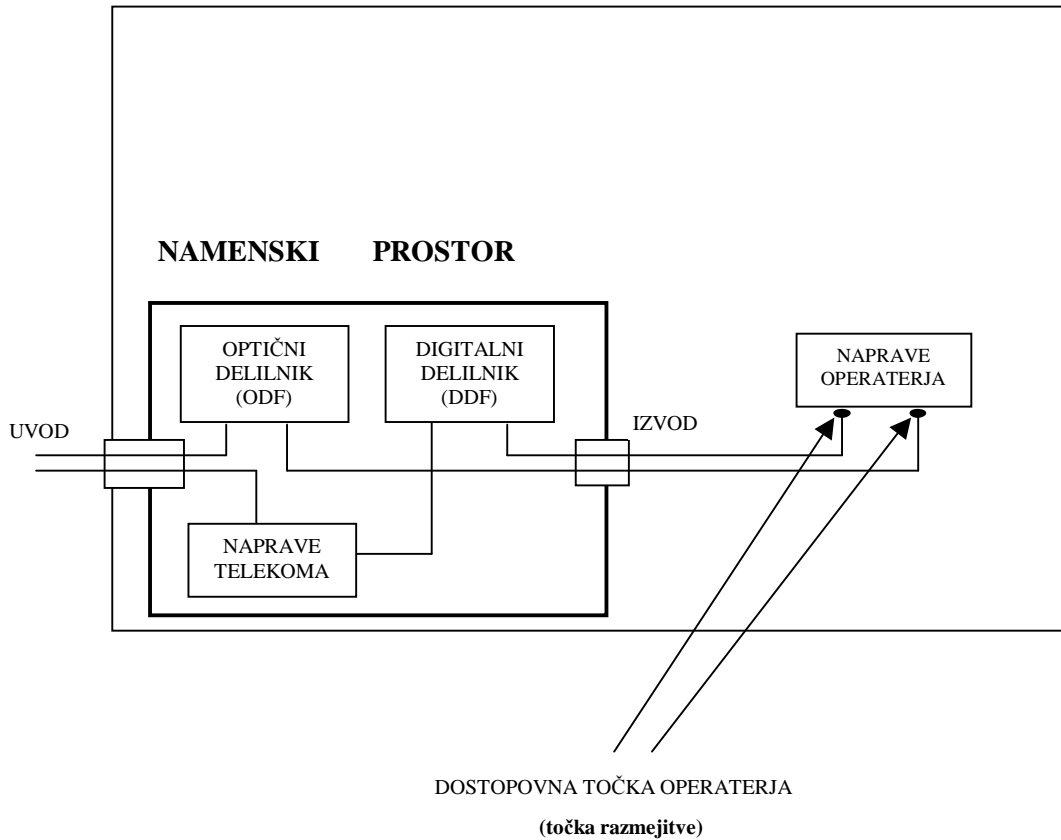 NAMENSKI PROSTOR
OPTIČNI
DELILNIK
(ODF)
DIGITALNI
DELILNIK
(DDF)
NAPRAVE
OPERATERJA
UVOD
IZVOD
NAPRAVE
TELEKOMA
DOSTOPOVNA TOČKA OPERATERJA
(točka razmejitve)